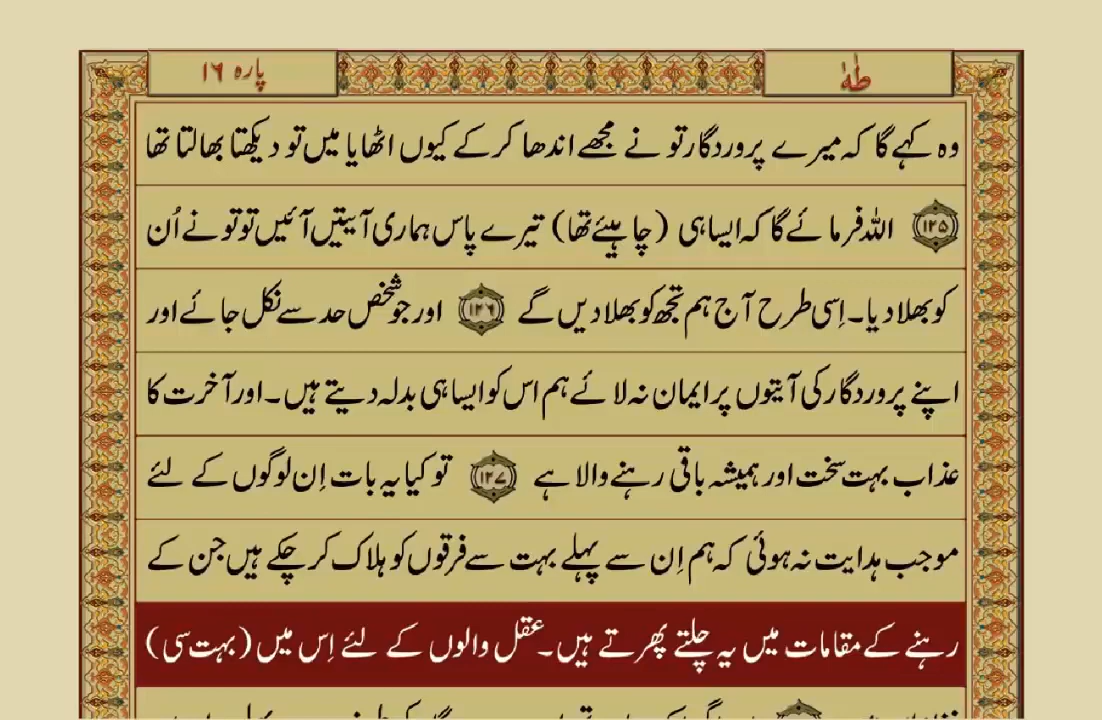 طٰہٰ
پارہ ۱۶
وہ کہے گا کہ میرے پروردگار تو نے مجھے اندھا کر کے کیوں اٹھایا میں تو دیکھتا بھالتا تھا
۱۲۵ اللہ فرمائے گا کہ ایسا ہی (چاہیئے تھا) تیرے پاس ہماری آیتیں آئیں تو تو نے اُن
کو بھلا دیا۔ اِسی طرح آج ہم تجھ کو بھلا دیں گے ۱۲۶ اور جو شخص حد سے نکل جائے اور
اپنے پروردگار کی آیتوں پر ایمان نہ لائے ہم اس کو ایسا ہی بدلہ دیتے ہیں۔ اور آخرت کا
عذاب بہت سخت اور ہمیشہ باقی رہنے والا ہے ۱۲۷ تو کیا یہ بات اِن لوگوں کے لئے
موجب ہدایت نہ ہوئی کہ ہم اِن سے پہلے بہت سے فرقوں کو ہلاک کر چکے ہیں جن کے
رہنے کے مقامات میں یہ چلتے پھرتے ہیں۔ عقل والوں کے لئے اِس میں (بہت سی)